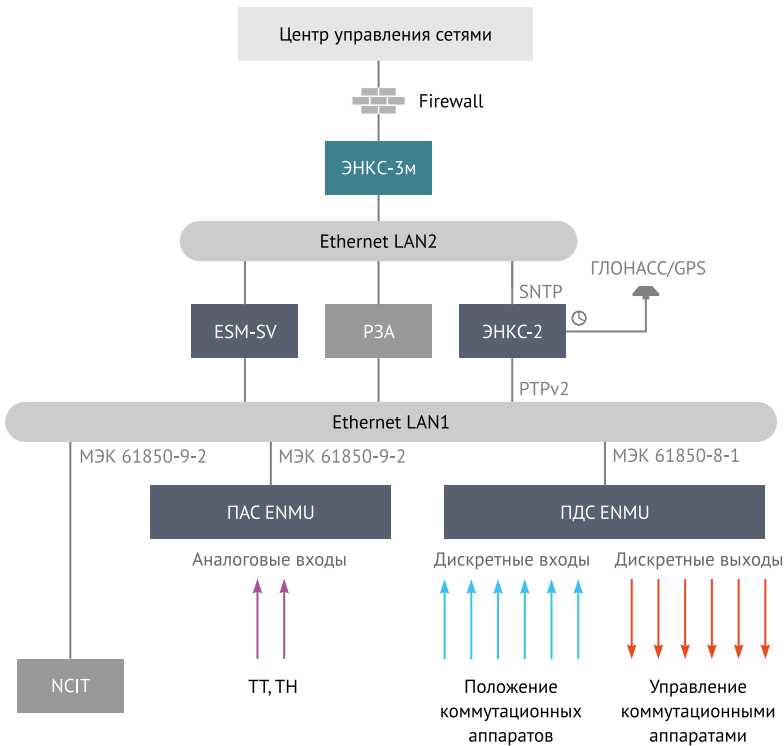 Центр управления сетями
Firewall
ЭНКС-3м
Ethernet LAN2
ГЛОНАСС/GPS
SNTP
ESM-SV
РЗА
ЭНКС-2
PTPv2
Ethernet LAN1
МЭК 61850-9-2
МЭК 61850-9-2
МЭК 61850-8-1
ПАС ENMU
ПДС ENMU
Аналоговые входы
Дискретные входы
Дискретные выходы
NCIT
ТТ, ТН
Положение
коммутационных
аппаратов
Управление
коммутационными
аппаратами